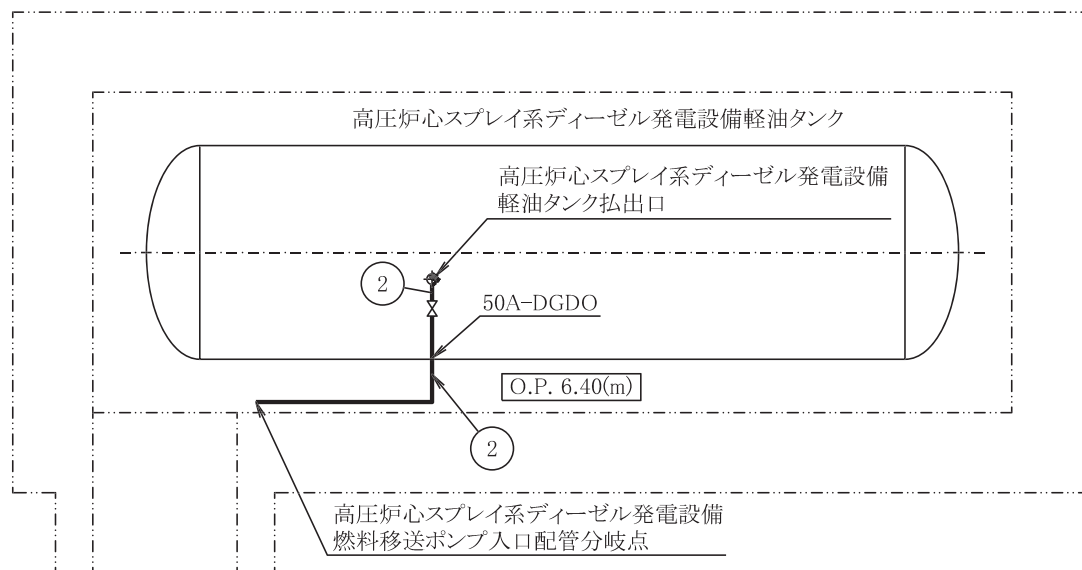 高圧炉心スプレイ系ディーゼル発電設備軽油タンク
高圧炉心スプレイ系ディーゼル発電設備
軽油タンク払出口
2
50A-DGDO
O.P. 6.40(m)
2
高圧炉心スプレイ系ディーゼル発電設備
燃料移送ポンプ入口配管分岐点